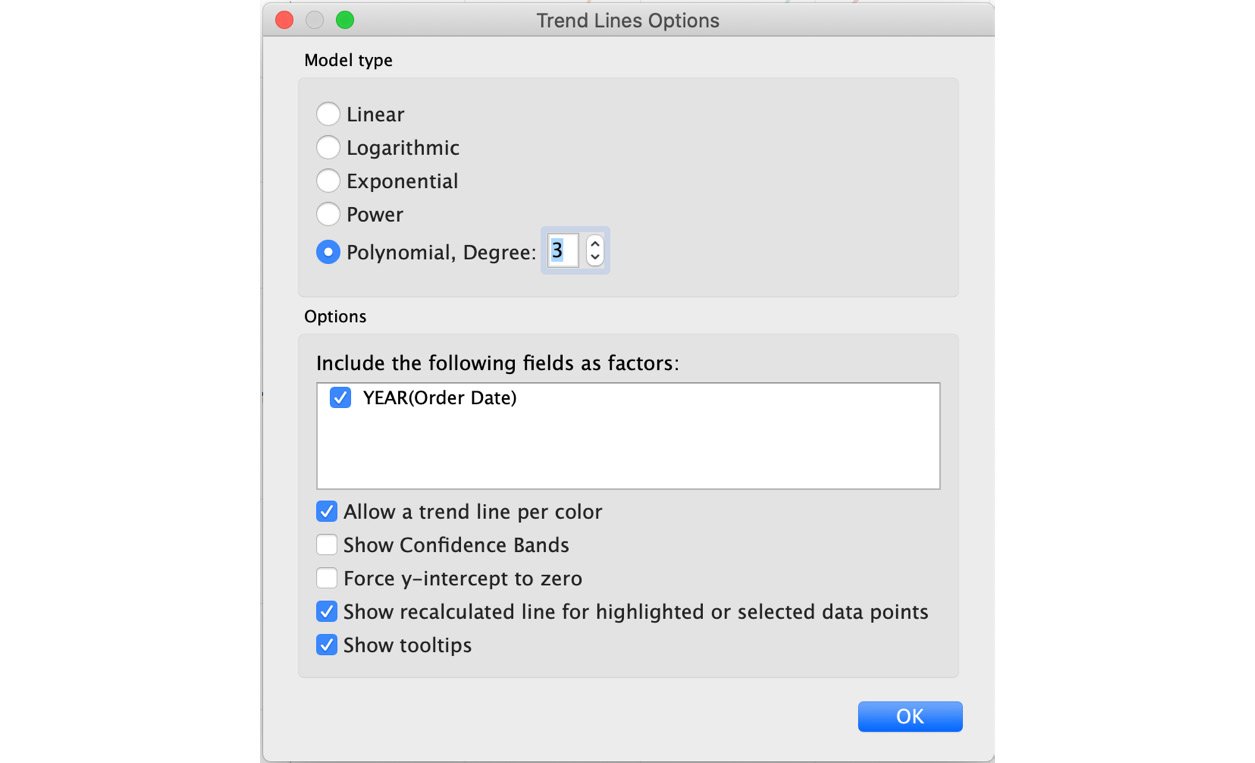 Trend Lines Options
Model type
Linear
Logarithmic
Exponential
Power
Polynomial, Degree: 3
Options
Include the following fields as factors:
YEAR(Order Date)
Allow a trend line per color
Show Confidence Bands
Force y-intercept to zero
Show recalculated line for highlighted or selected data points
Show tooltips
OK